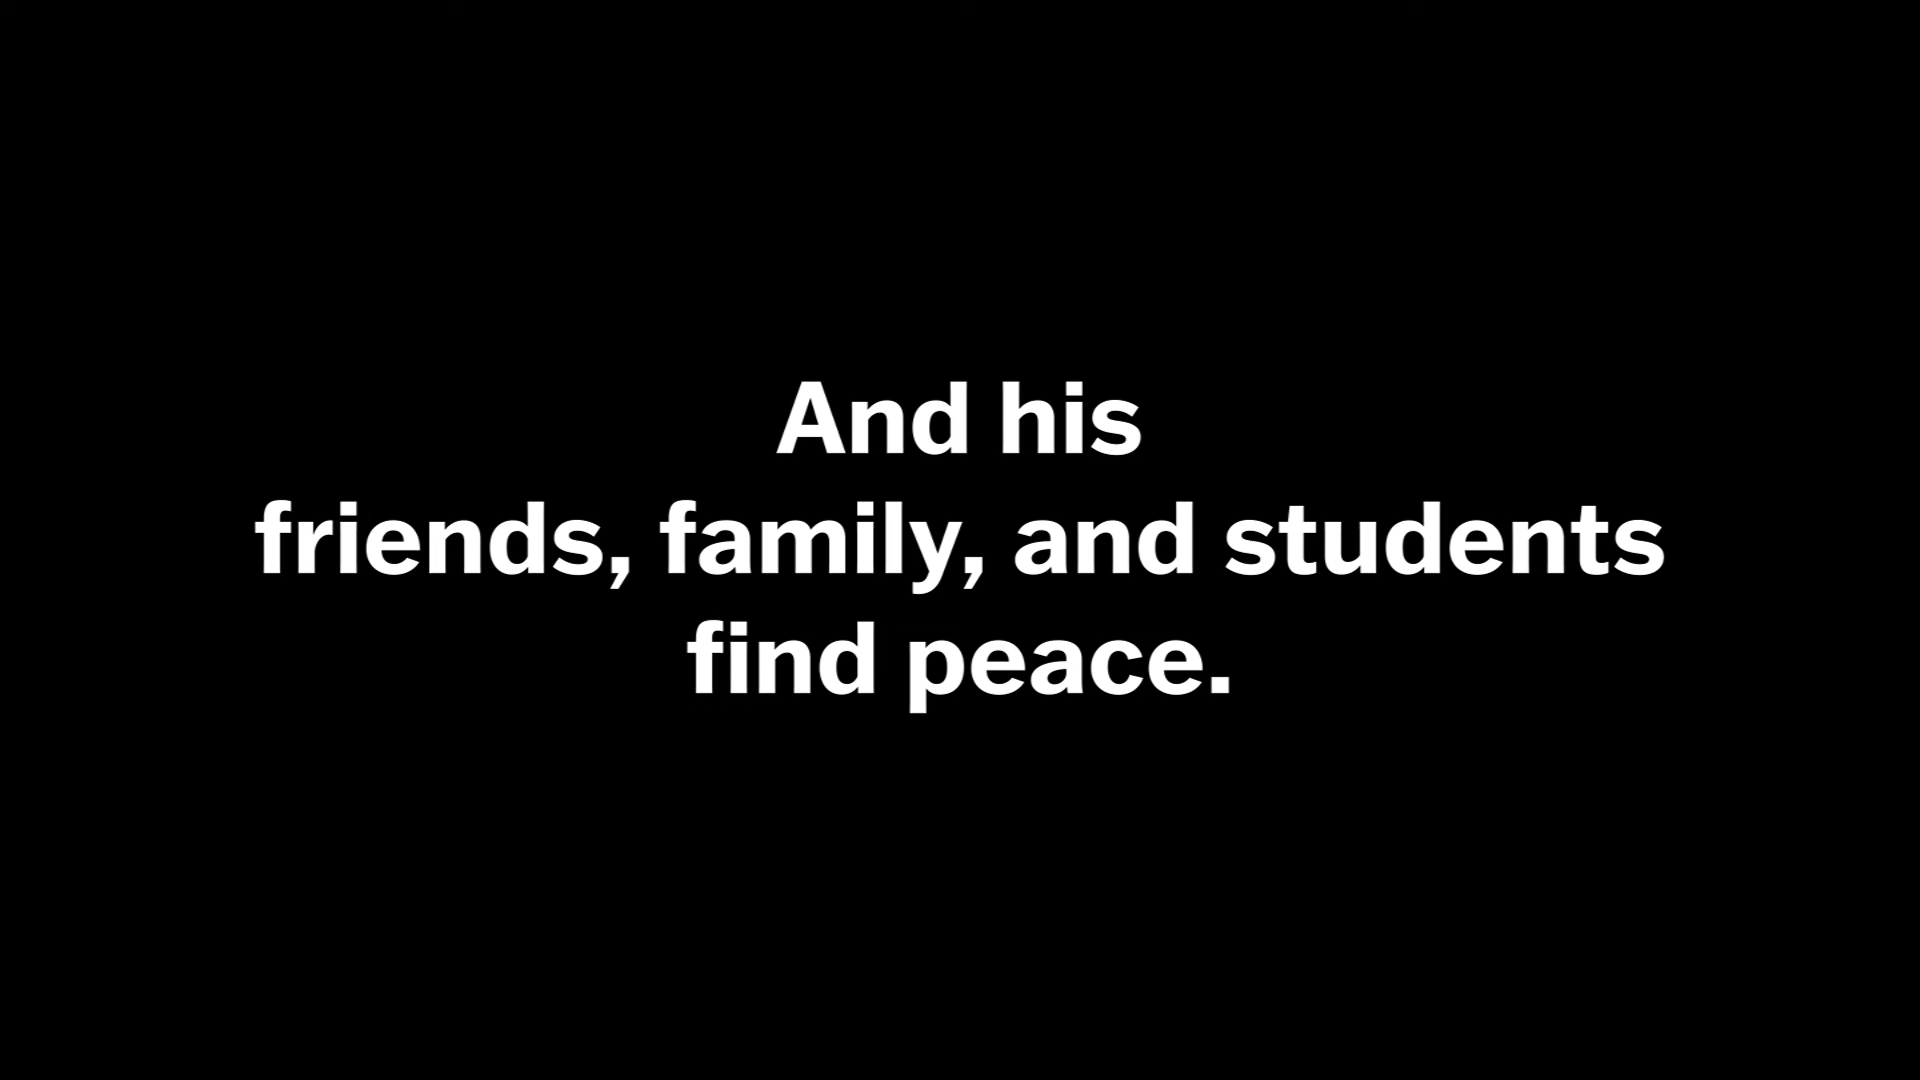 And his
friends, family, and students
find peace.